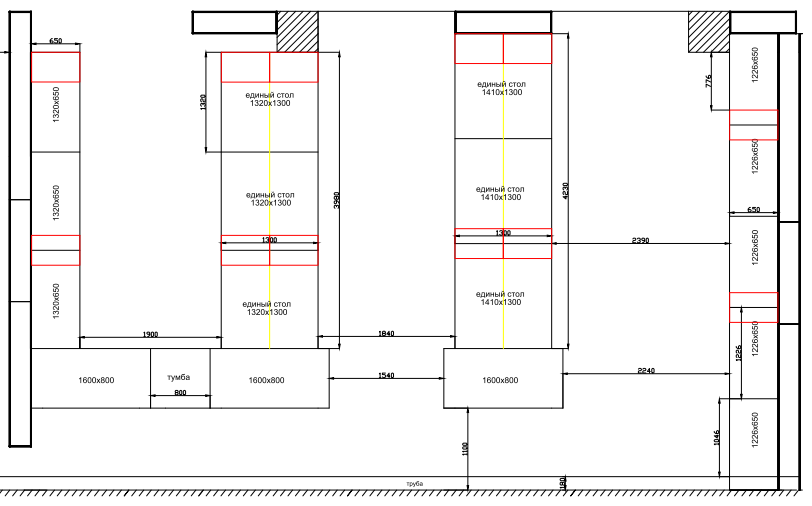 650
1320x650
1320x650
1320x650
1320
единый стол
1320x1300
единый стол
1320x1300
1300
единый стол
1320x1300
3980
единый стол
1410x1300
единый стол
1410x1300
1300
единый стол
1410x1300
4230
2390
776
1226x650
1226x650
650
1226x650
1226x650
1226
1226x650
1046
1900
1840
1600x800
тумба
800
1600x800
1540
1600x800
2240
1100
труба
180